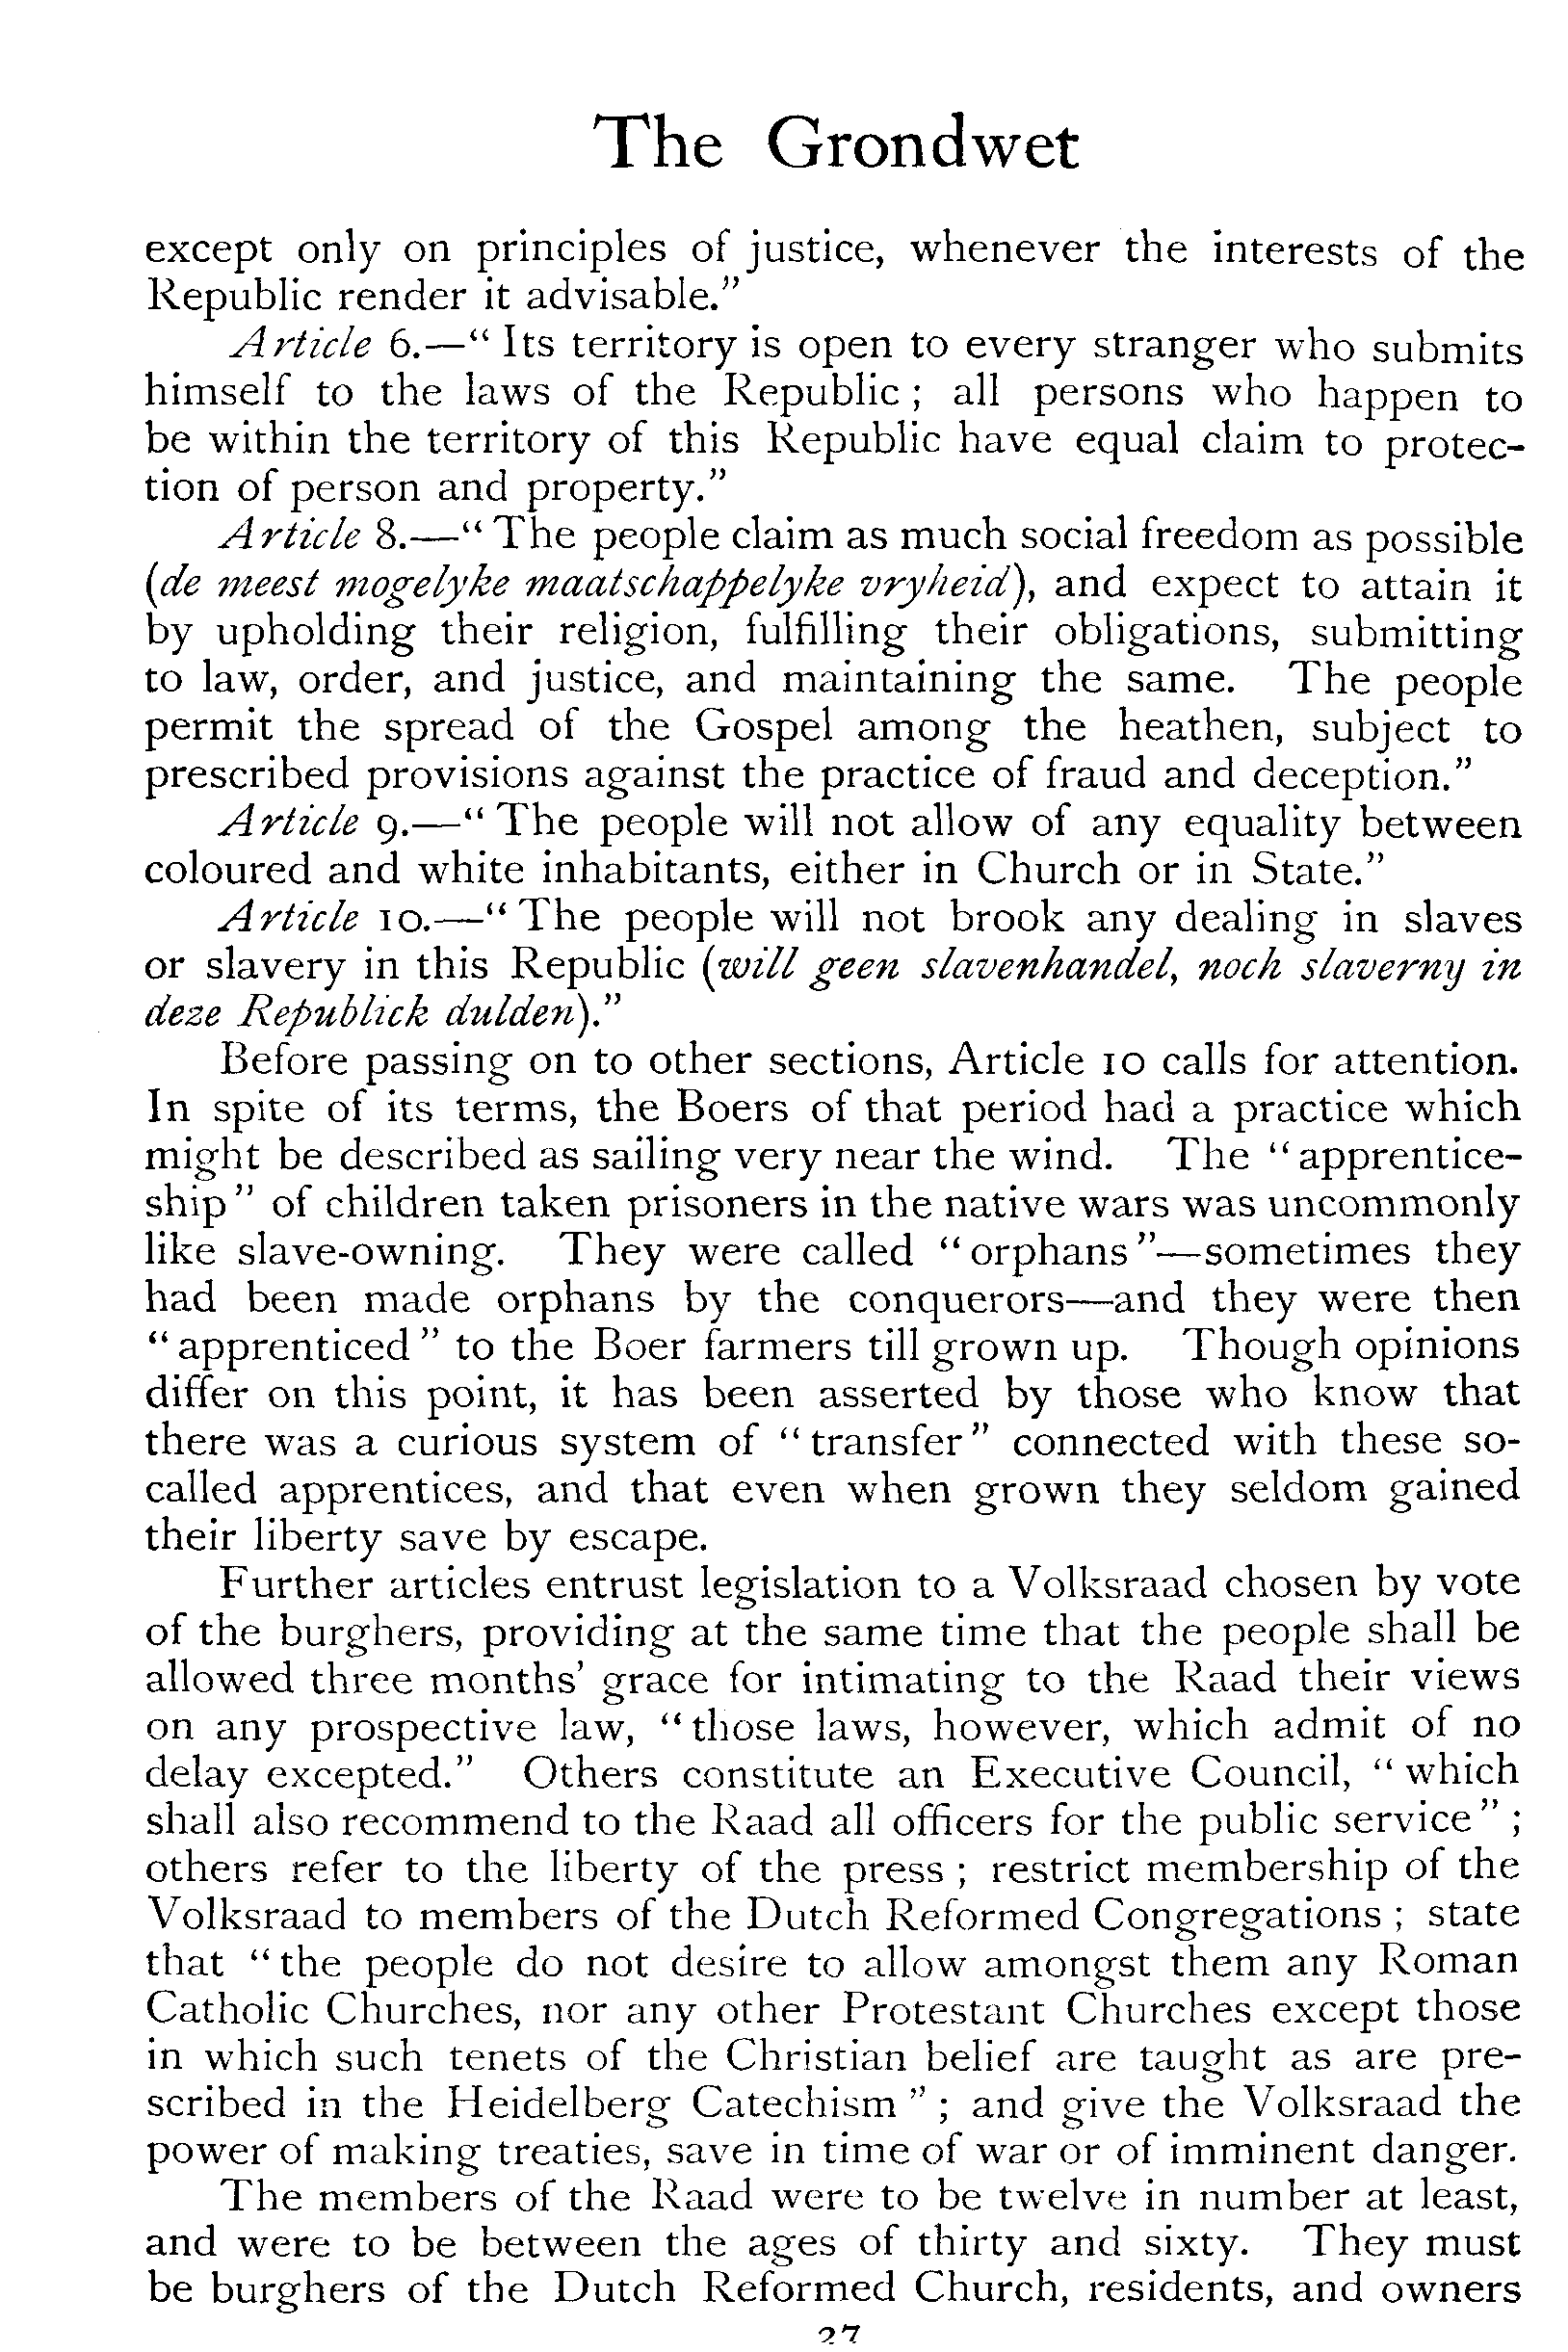 The Grondwet
except only on principles of justice, whenever the interests of the
Republic render it advisable.”
Article 6.—“ Its territory is open to every stranger who submits
himself to the laws of the Republic ; all persons who happen to
be within the territory of this Republic have equal claim to protec-
tion of person and property.”
Article 8.—“ The people claim as much social freedom as possible
(de meest mogelyke maatschappelyke vryheid), and expect to attain it
by upholding their religion, fulfilling their obligations, submitting
to law, order, and justice, and maintaining the same. The people
permit the spread of the Gospel among the heathen, subject to
prescribed provisions against the practice of fraud and deception.”
Article 9.—“ The people will not allow of any equality between
coloured and white inhabitants, either in Church or in State.”
Article 10.—“ The people will not brook any dealing in slaves
or slavery in this Republic (will geen slavenhandel, noch slaverny in
deze Republick dulden).”
Before passing on to other sections, Article 10 calls for attention.
In spite of its terms, the Boers of that period had a practice which
might be described as sailing very near the wind. The “ apprentice-
ship ” of children taken prisoners in the native wars was uncommonly
like slave-owning. They were called “ orphans ”—sometimes they
had been made orphans by the conquerors—and they were then
“ apprenticed ” to the Boer farmers till grown up. Though opinions
differ on this point, it has been asserted by those who know that
there was a curious system of “ transfer ” connected with these so-
called apprentices, and that even when grown they seldom gained
their liberty save by escape.
Further articles entrust legislation to a Volksraad chosen by vote
of the burghers, providing at the same time that the people shall be
allowed three months’ grace for intimating to the Raad their views
on any prospective law, “ those laws, however, which admit of no
delay excepted.” Others constitute an Executive Council, “ which
shall also recommend to the Raad all officers for the public service ” ;
others refer to the liberty of the press ; restrict membership of the
Volksraad to members of the Dutch Reformed Congregations ; state
that “ the people do not desire to allow amongst them any Roman
Catholic Churches, nor any other Protestant Churches except those
in which such tenets of the Christian belief are taught as are pre-
scribed in the Heidelberg Catechism ” ; and give the Volksraad the
power of making treaties, save in time of war or of imminent danger.
The members of the Raad were to be twelve in number at least,
and were to be between the ages of thirty and sixty. They must
be burghers of the Dutch Reformed Church, residents, and owners
27